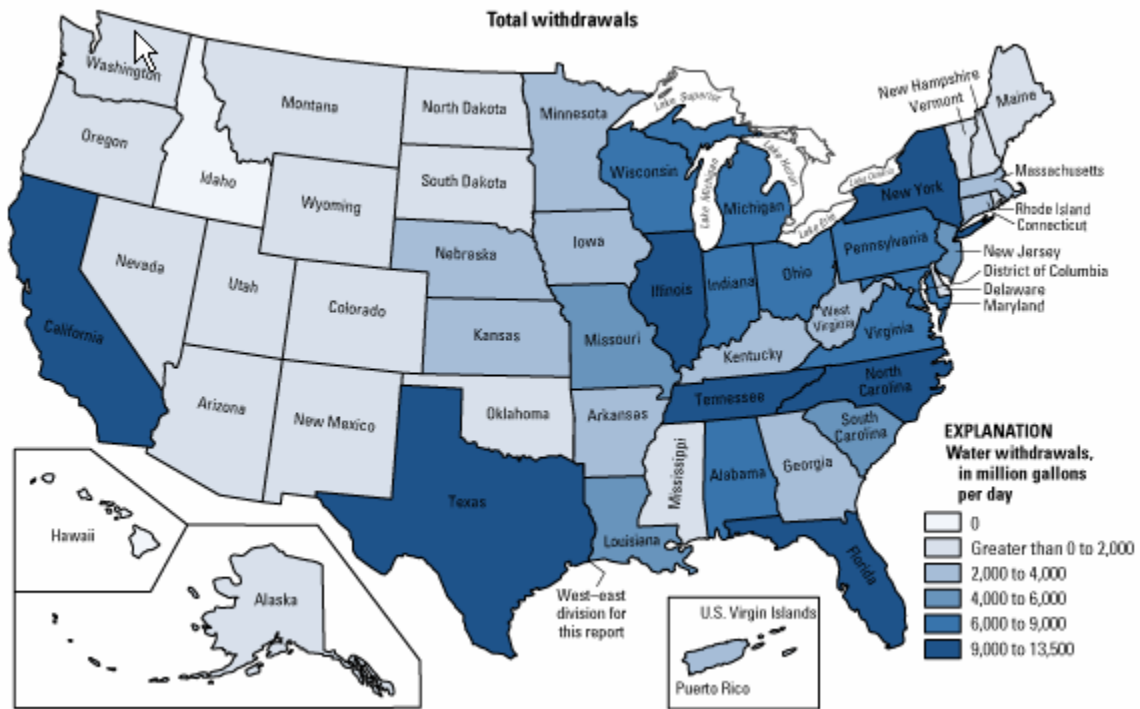 Total withdrawals
Washington
Oregon
California
Idaho
Nevada
Montana
Wyoming
Utah
Arizona
Colorado
New Mexico
North Dakota
South Dakota
Nebraska
Kansas
Oklahoma
Texas
Minnesota
Iowa
Missouri
Arkansas
Louisiana
Wisconsin
Illinois
Michigan
Indiana
Ohio
Kentucky
Tennessee
Mississippi
Alabama
Georgia
Florida
South
Carolina
North
Carolina
Virginia
West
Virginia
Pennsylvania
New York
Lake Superior
Lake Michigan
Lake Huron
Lake Erie
Lake Ontario
New Hampshire
Vermont
Maine
Massachusetts
Rhode Island
Connecticut
New Jersey
District of Columbia
Delaware
Maryland
Hawaii
Alaska
West–east
division for
this report
U.S. Virgin Islands
Puerto Rico
EXPLANATION
Water withdrawals,
in million gallons
per day
0
Greater than 0 to 2,000
2,000 to 4,000
4,000 to 6,000
6,000 to 9,000
9,000 to 13,500